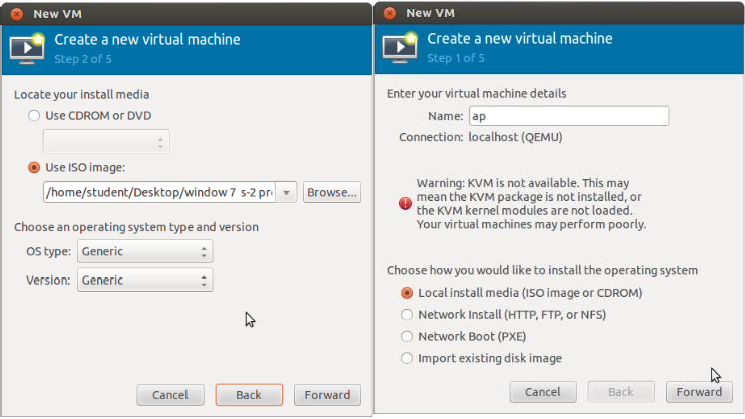 New VM
Create a new virtual machine
Step 2 of 5
Locate your install media
Use CDROM or DVD
Use ISO image:
/home/student/Desktop/window 7 s-2 pr
Browse...
Choose an operating system type and version
OS type: Generic
Version: Generic
Cancel Back Forward
New VM
Create a new virtual machine
Step 1 of 5
Enter your virtual machine details
Name: ap
Connection: localhost (QEMU)
Warning: KVM is not available. This may
mean the KVM package is not installed, or
the KVM kernel modules are not loaded.
Your virtual machines may perform poorly.
Choose how you would like to install the operating system
Local install media (ISO image or CDROM)
Network Install (HTTP, FTP, or NFS)
Network Boot (PXE)
Import existing disk image
Cancel Back Forward